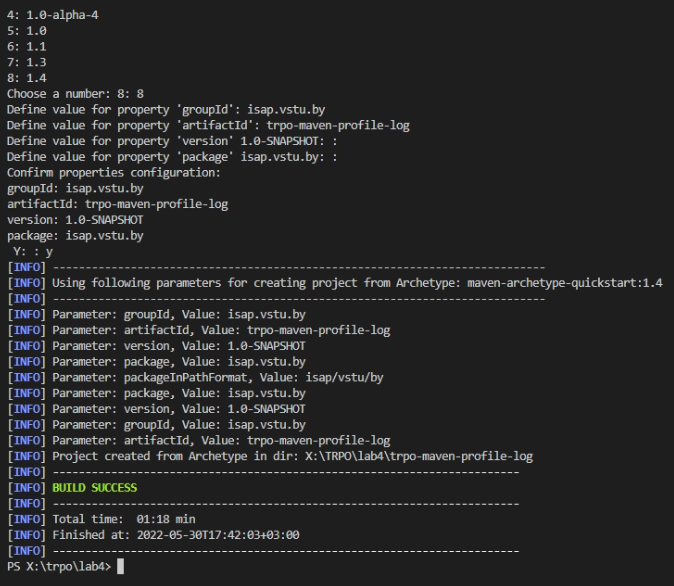 4: 1.0-alpha-4
5: 1.0
6: 1.1
7: 1.3
8: 1.4
Choose a number: 8: 8
Define value for property 'groupId': isap.vstu.by
Define value for property 'artifactId': trpo-maven-profile-log
Define value for property 'version' 1.0-SNAPSHOT: :
Define value for property 'package' isap.vstu.by: :
Confirm properties configuration:
groupId: isap.vstu.by
artifactId: trpo-maven-profile-log
version: 1.0-SNAPSHOT
package: isap.vstu.by
 Y: : y
[INFO] ----------------------------------------------------------------------------
[INFO] Using following parameters for creating project from Archetype: maven-archetype-quickstart:1.4
[INFO] ----------------------------------------------------------------------------
[INFO] Parameter: groupId, Value: isap.vstu.by
[INFO] Parameter: artifactId, Value: trpo-maven-profile-log
[INFO] Parameter: version, Value: 1.0-SNAPSHOT
[INFO] Parameter: package, Value: isap.vstu.by
[INFO] Parameter: packageInPathFormat, Value: isap/vstu/by
[INFO] Parameter: package, Value: isap.vstu.by
[INFO] Parameter: version, Value: 1.0-SNAPSHOT
[INFO] Parameter: groupId, Value: isap.vstu.by
[INFO] Parameter: artifactId, Value: trpo-maven-profile-log
[INFO] Project created from Archetype in dir: X:\TRPO\lab4\trpo-maven-profile-log
[INFO] ------------------------------------------------------------------------
[INFO] BUILD SUCCESS
[INFO] ------------------------------------------------------------------------
[INFO] Total time:  01:18 min
[INFO] Finished at: 2022-05-30T17:42:03+03:00
[INFO] ------------------------------------------------------------------------
PS X:\trpo\lab4>